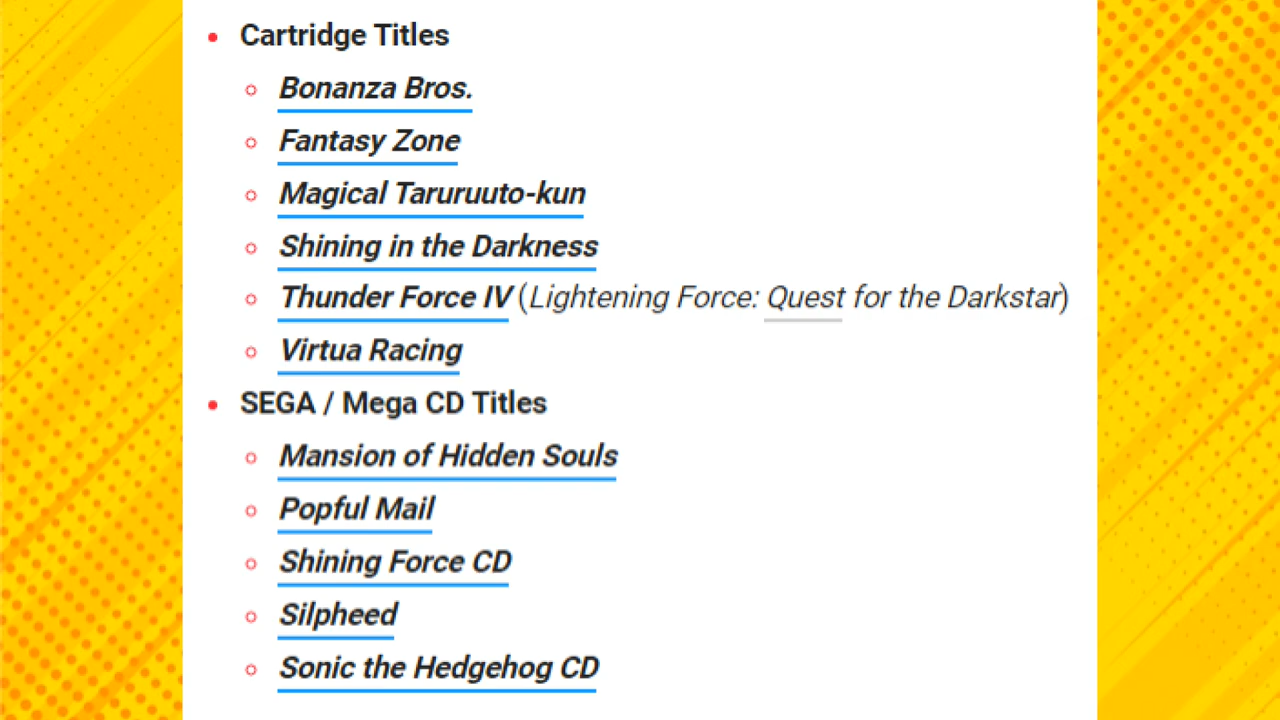 Cartridge Titles
Bonanza Bros.
Fantasy Zone
Magical Taruruuto-kun
Shining in the Darkness
Thunder Force IV (Lightening Force: Quest for the Darkstar)
Virtua Racing
SEGA / Mega CD Titles
Mansion of Hidden Souls
Popful Mail
Shining Force CD
Silpheed
Sonic the Hedgehog CD